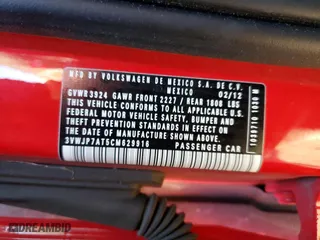 MFD BY VOLKSWAGEN DE MEXICO S.A. DE C.V.
MEXICO 02/12
GVWR3924 GAWR FRONT 2227 / REAR 1808 LBS
THIS VEHICLE CONFORMS TO ALL APPLICABLE U.S.
FEDERAL MOTOR VEHICLE SAFETY, BUMPER AND
THEFT PREVENTION STANDARDS IN EFFECT ON THE
DATE OF MANUFACTURE SHOWN ABOVE.
3VWJP7AT5CM629916 PASSENGER CAR
DREAMBID